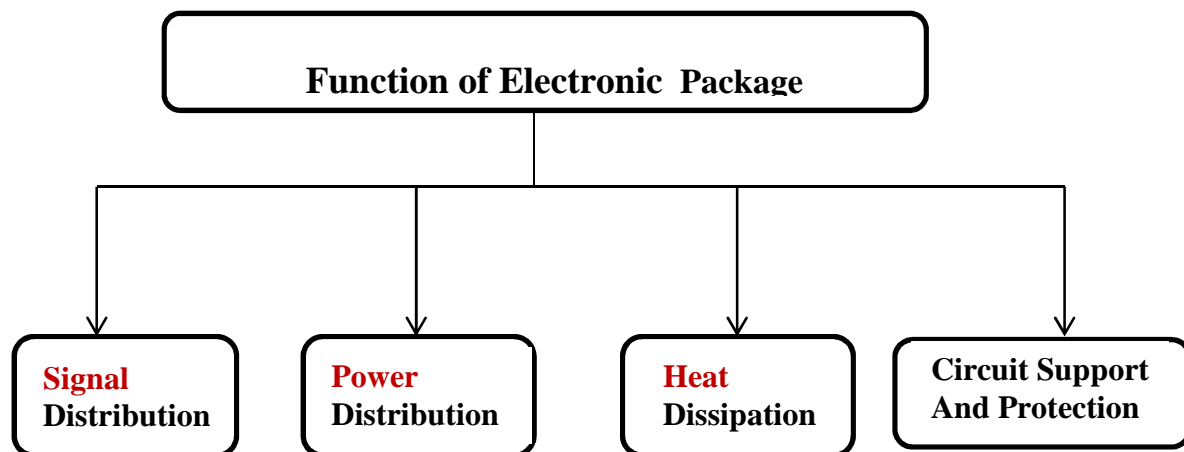 Function of Electronic Package
Signal
Distribution
Power
Distribution
Heat
Dissipation
Circuit Support
And Protection